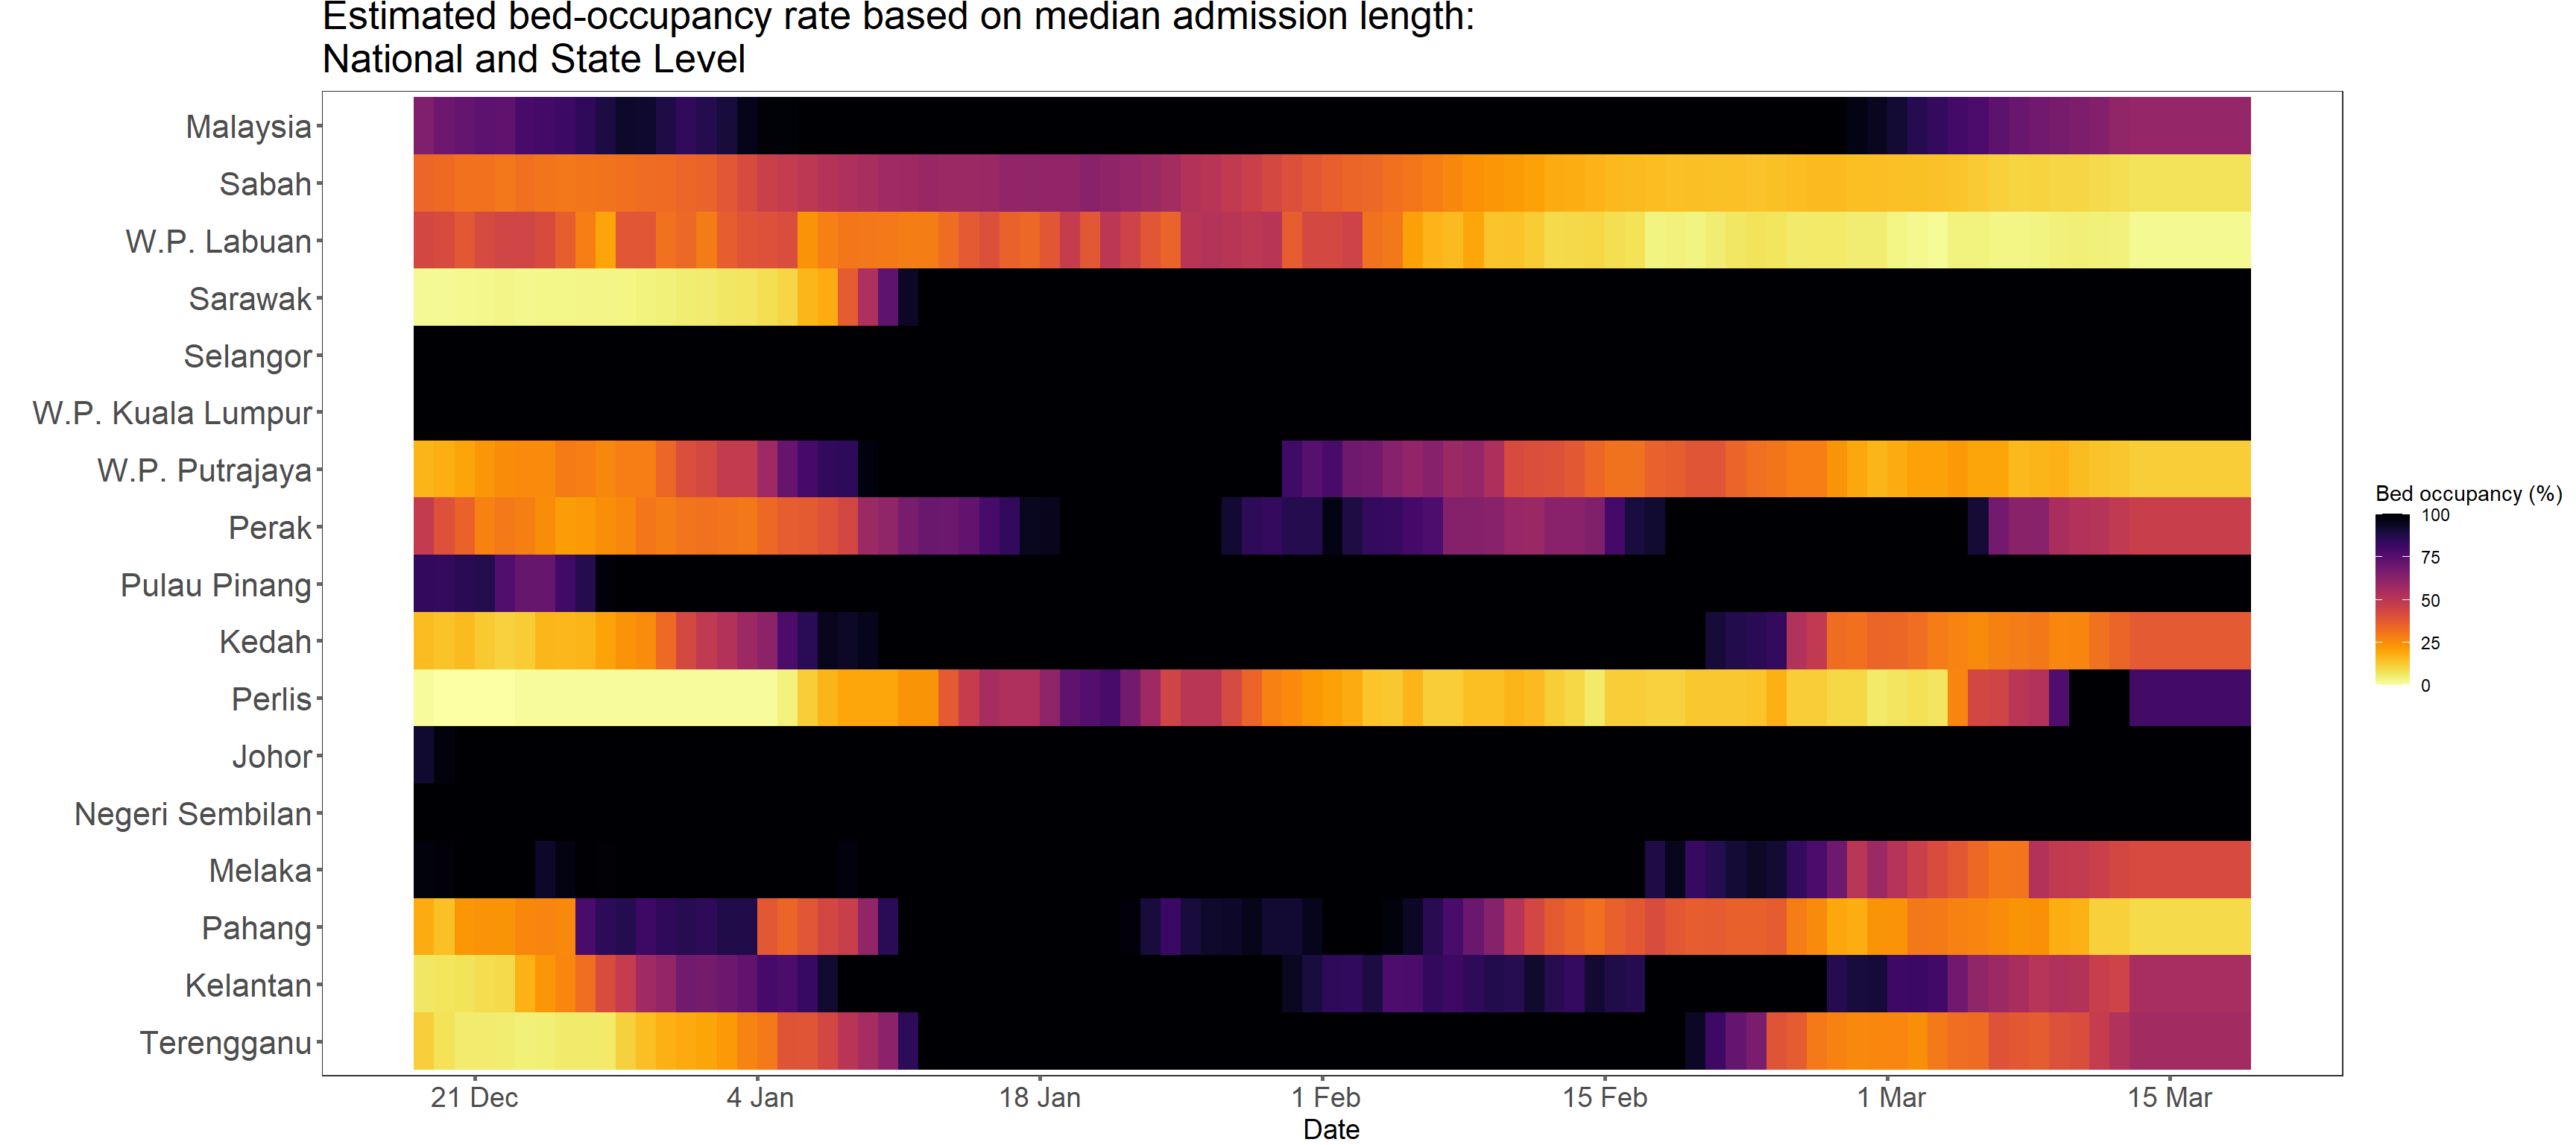 Estimated bed-occupancy rate based on median admission length:
National and State Level
Malaysia
Sabah
W.P. Labuan
Sarawak
Selangor
W.P. Kuala Lumpur
W.P. Putrajaya
Perak
Pulau Pinang
Kedah
Perlis
Johor
Negeri Sembilan
Melaka
Pahang
Kelantan
Terengganu
21 Dec
4 Jan
18 Jan
1 Feb
15 Feb
1 Mar
15 Mar
Date
Bed occupancy (%)
100
75
50
25
0